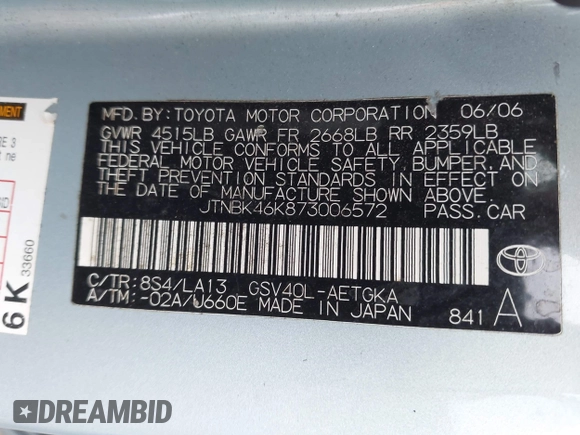 MFD. BY: TOYOTA MOTOR CORPORATION 06/06
GVWR 4515LB GAWR FR 2668LB RR 2359LB
THIS VEHICLE CONFORMS TO ALL APPLICABLE
FEDERAL MOTOR VEHICLE SAFETY, BUMPER, AND
THEFT PREVENTION STANDARDS IN EFFECT ON
THE DATE OF MANUFACTURE SHOWN ABOVE.
JTNBK46K873006572 PASS. CAR
C/TR: 8S4/LA13 GSV40L-AETGKA
A/TM: -02A/U660E MADE IN JAPAN 841 A
6 K 33660
DREAMBID